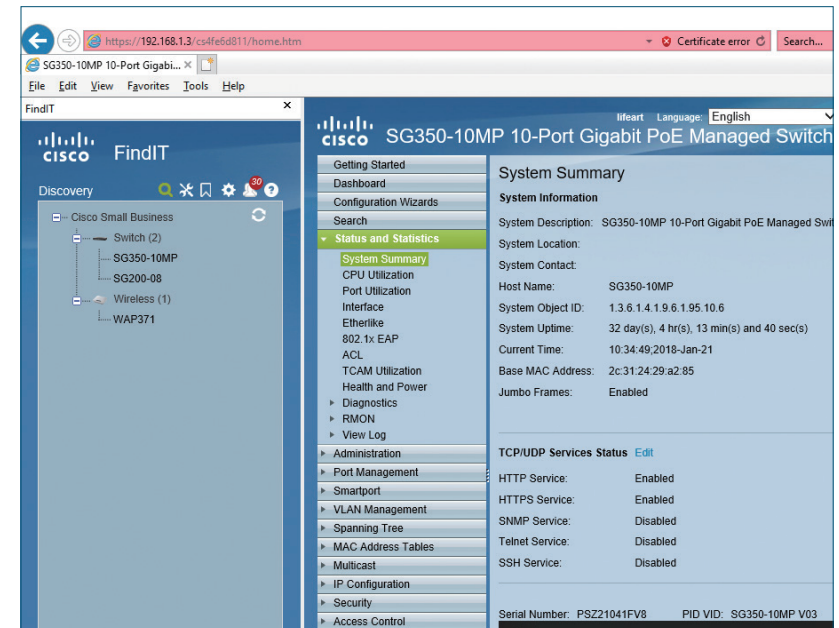 https://192.168.1.3/cs4fe6d811/home.htm
Certificate error
Search...
SG350-10MP 10-Port Gigabi...
File Edit View Favorites Tools Help
FindIT
CISCO FindIT
Discovery
30
Cisco Small Business
Switch (2)
SG350-10MP
SG200-08
Wireless (1)
WAP371
lifeart Language: English
CISCO SG350-10MP 10-Port Gigabit PoE Managed Switch
Getting Started
Dashboard
Configuration Wizards
Search
Status and Statistics
System Summary
CPU Utilization
Port Utilization
Interface
Etherlike
802.1x EAP
ACL
TCAM Utilization
Health and Power
Diagnostics
RMON
View Log
Administration
Port Management
Smartport
VLAN Management
Spanning Tree
MAC Address Tables
Multicast
IP Configuration
Security
Access Control
System Summary
System Information
System Description: SG350-10MP 10-Port Gigabit PoE Managed Swit
System Location:
System Contact:
Host Name: SG350-10MP
System Object ID: 1.3.6.1.4.1.9.6.1.95.10.6
System Uptime: 32 day(s), 4 hr(s), 13 min(s) and 40 sec(s)
Current Time: 10:34:49;2018-Jan-21
Base MAC Address: 2c:31:24:29:a2:85
Jumbo Frames: Enabled
TCP/UDP Services Status Edit
HTTP Service: Enabled
HTTPS Service: Enabled
SNMP Service: Disabled
Telnet Service: Disabled
SSH Service: Disabled
Serial Number: PSZ21041FV8 PID VID: SG350-10MP V03